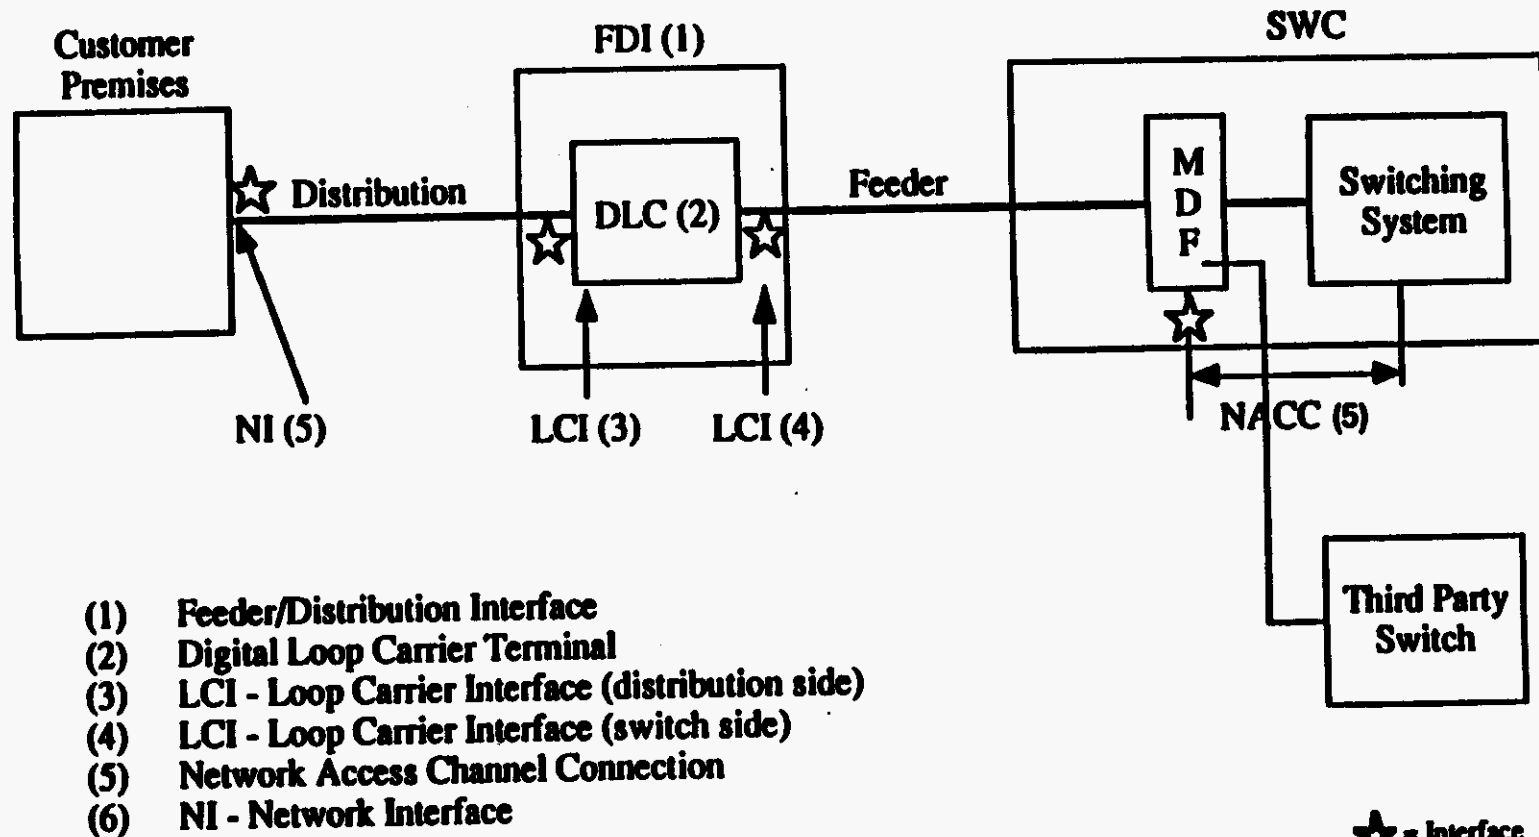 Customer
Premises
FDI (1)
SWC
Distribution
DLC (2)
Feeder
M
D
F
Switching
System
NI (5)
LCI (3)
LCI (4)
NACC (5)
Third Party
Switch
(1) Feeder/Distribution Interface
(2) Digital Loop Carrier Terminal
(3) LCI - Loop Carrier Interface (distribution side)
(4) LCI - Loop Carrier Interface (switch side)
(5) Network Access Channel Connection
(6) NI - Network Interface
= Interface